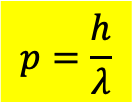 p = h/λ